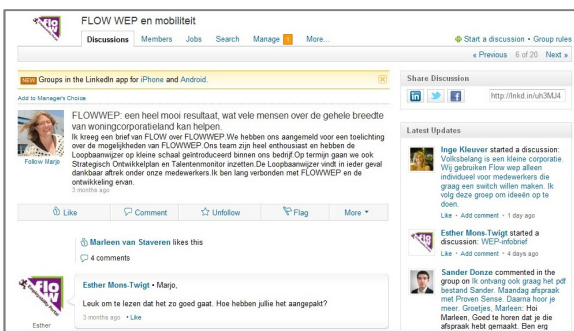 FLOW WEP en mobiliteit
Discussions Members Jobs Search Manage 1 More...
Start a discussion • Group rules
« Previous 6 of 20 Next »
NEW Groups in the LinkedIn app for iPhone and Android.
Add to Manager's Choice
FLOWWEP: een heel mooi resultaat, wat vele mensen over de gehele breedte
van woningcorporatieland kan helpen.
Ik kreeg een brief van FLOW over FLOWWEP.We hebben ons aangemeld voor een toelichting
over de mogelijkheden van FLOWWEP.Ons team zijn heel enthousiast en hebben de
Loopbaanwijzer op kleine schaal geïntroduceerd binnen ons bedrijf.Op termijn gaan we ook
Strategisch Ontwikkelplan en Talentenmonitor inzetten.De Loopbaanwijzer vindt in ieder geval
dankbaar aftrek onder onze medewerkers.Ik ben lang verbonden met FLOWWEP en de
ontwikkeling ervan.
3 months ago
Follow Marjo
Like Comment Unfollow Flag More
Marleen van Staveren likes this
4 comments
Esther Mons-Twigt • Marjo,
Leuk om te lezen dat het zo goed gaat. Hoe hebben jullie het aangepakt?
3 months ago • Like
flow
Employability Portal
Esther
Share Discussion
http://lnkd.in/uh3MJ4
Latest Updates
Inge Kleuver started a discussion:
Volksbelang is een kleine corporatie.
Wij gebruiken Flow wep alleen
individueel voor medewerkers die
graag een switch willen maken. Ik
volg deze groep om ideeën op te
doen.
Like • Add comment • 1 day ago
Esther Mons-Twigt started a
discussion: WEP-infobrief
Like • Add comment • 4 days ago
Sander Donze commented in the
group on Ik ontvang ook graag het pdf
bestand Sander. Maandag afspraak
met Proven Sense. Daarna hoor je
meer. Groetjes, Marleen: Hoi
Marleen, Goed te horen dat je die
afspraak hebt gemaakt. Ben erg